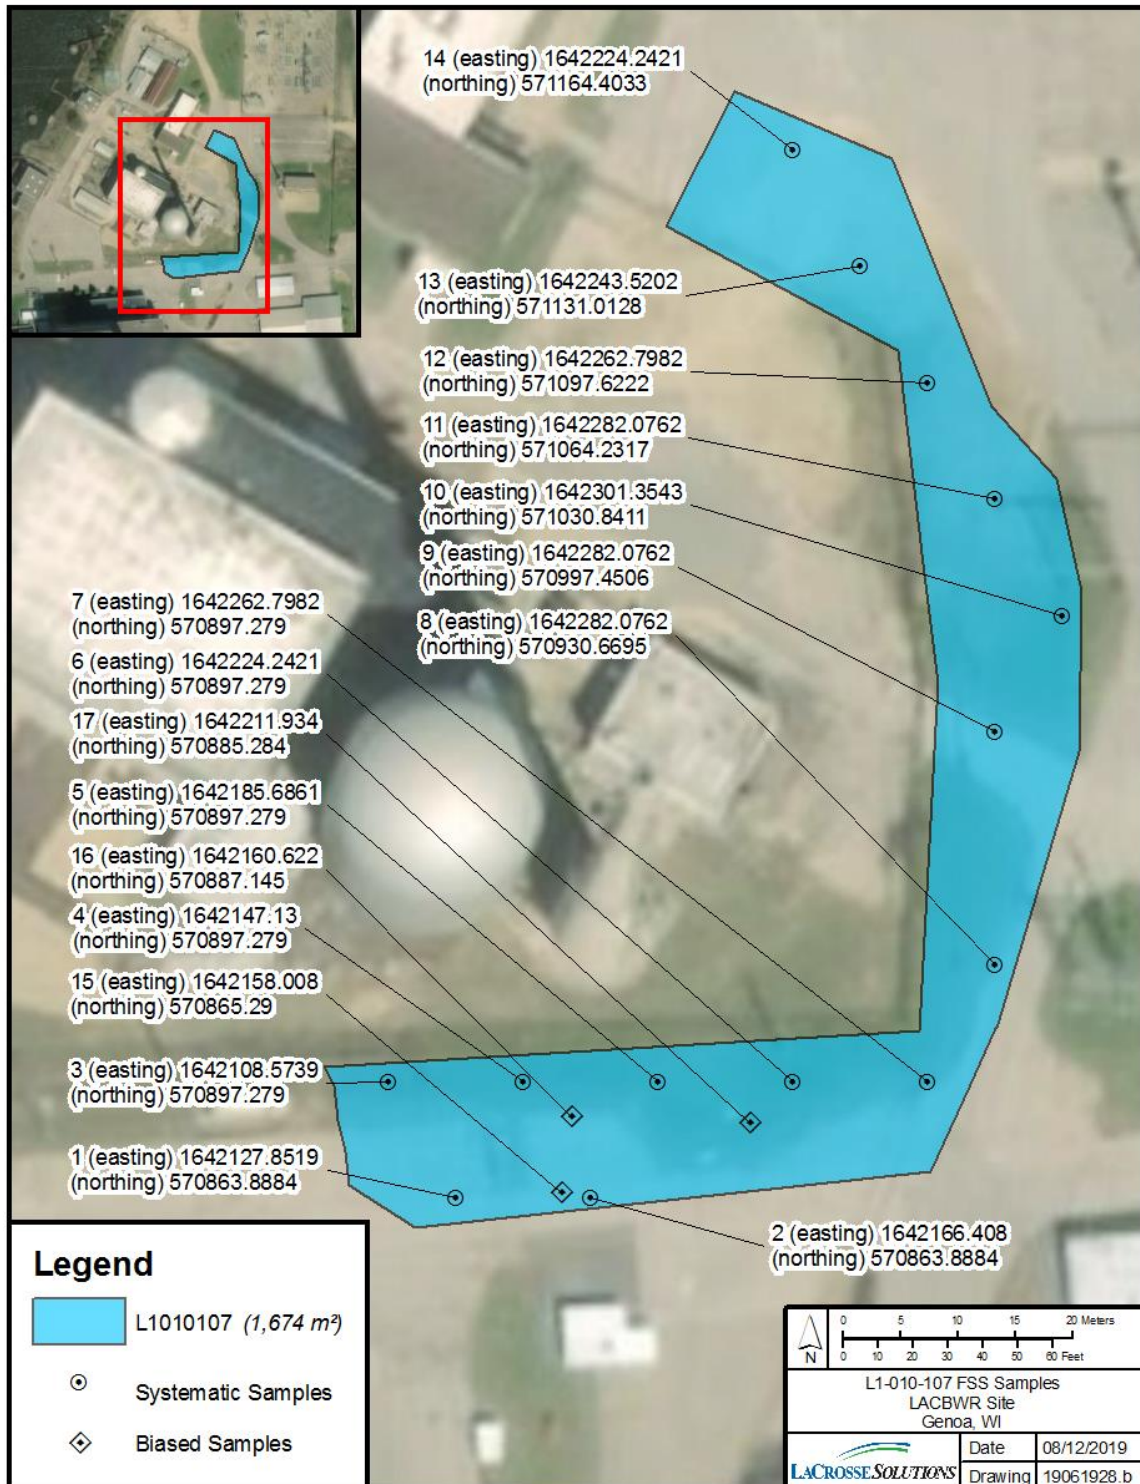 14 (easting) 1642224.2421
(northing) 571164.4033
13 (easting) 1642243.5202
(northing) 571131.0128
12 (easting) 1642262.7982
(northing) 571097.6222
11 (easting) 1642282.0762
(northing) 571064.2317
10 (easting) 1642301.3543
(northing) 571030.8411
9 (easting) 1642282.0762
(northing) 570997.4506
8 (easting) 1642282.0762
(northing) 570930.6695
7 (easting) 1642262.7982
(northing) 570897.279
6 (easting) 1642224.2421
(northing) 570897.279
17 (easting) 1642211.934
(northing) 570885.284
5 (easting) 1642185.6861
(northing) 570897.279
16 (easting) 1642160.622
(northing) 570887.145
4 (easting) 1642147.13
(northing) 570897.279
15 (easting) 1642158.008
(northing) 570865.29
3 (easting) 1642108.5739
(northing) 570897.279
1 (easting) 1642127.8519
(northing) 570863.8884
2 (easting) 1642166.408
(northing) 570863.8884
Legend
L1010107 (1,674 m²)
Systematic Samples
Biased Samples
N
0 5 10 15 20 Meters
0 10 20 30 40 50 60 Feet
L1-010-107 FSS Samples
LACBWR Site
Genoa, WI
LACROSSE SOLUTIONS
Date 08/12/2019
Drawing 19061928.b